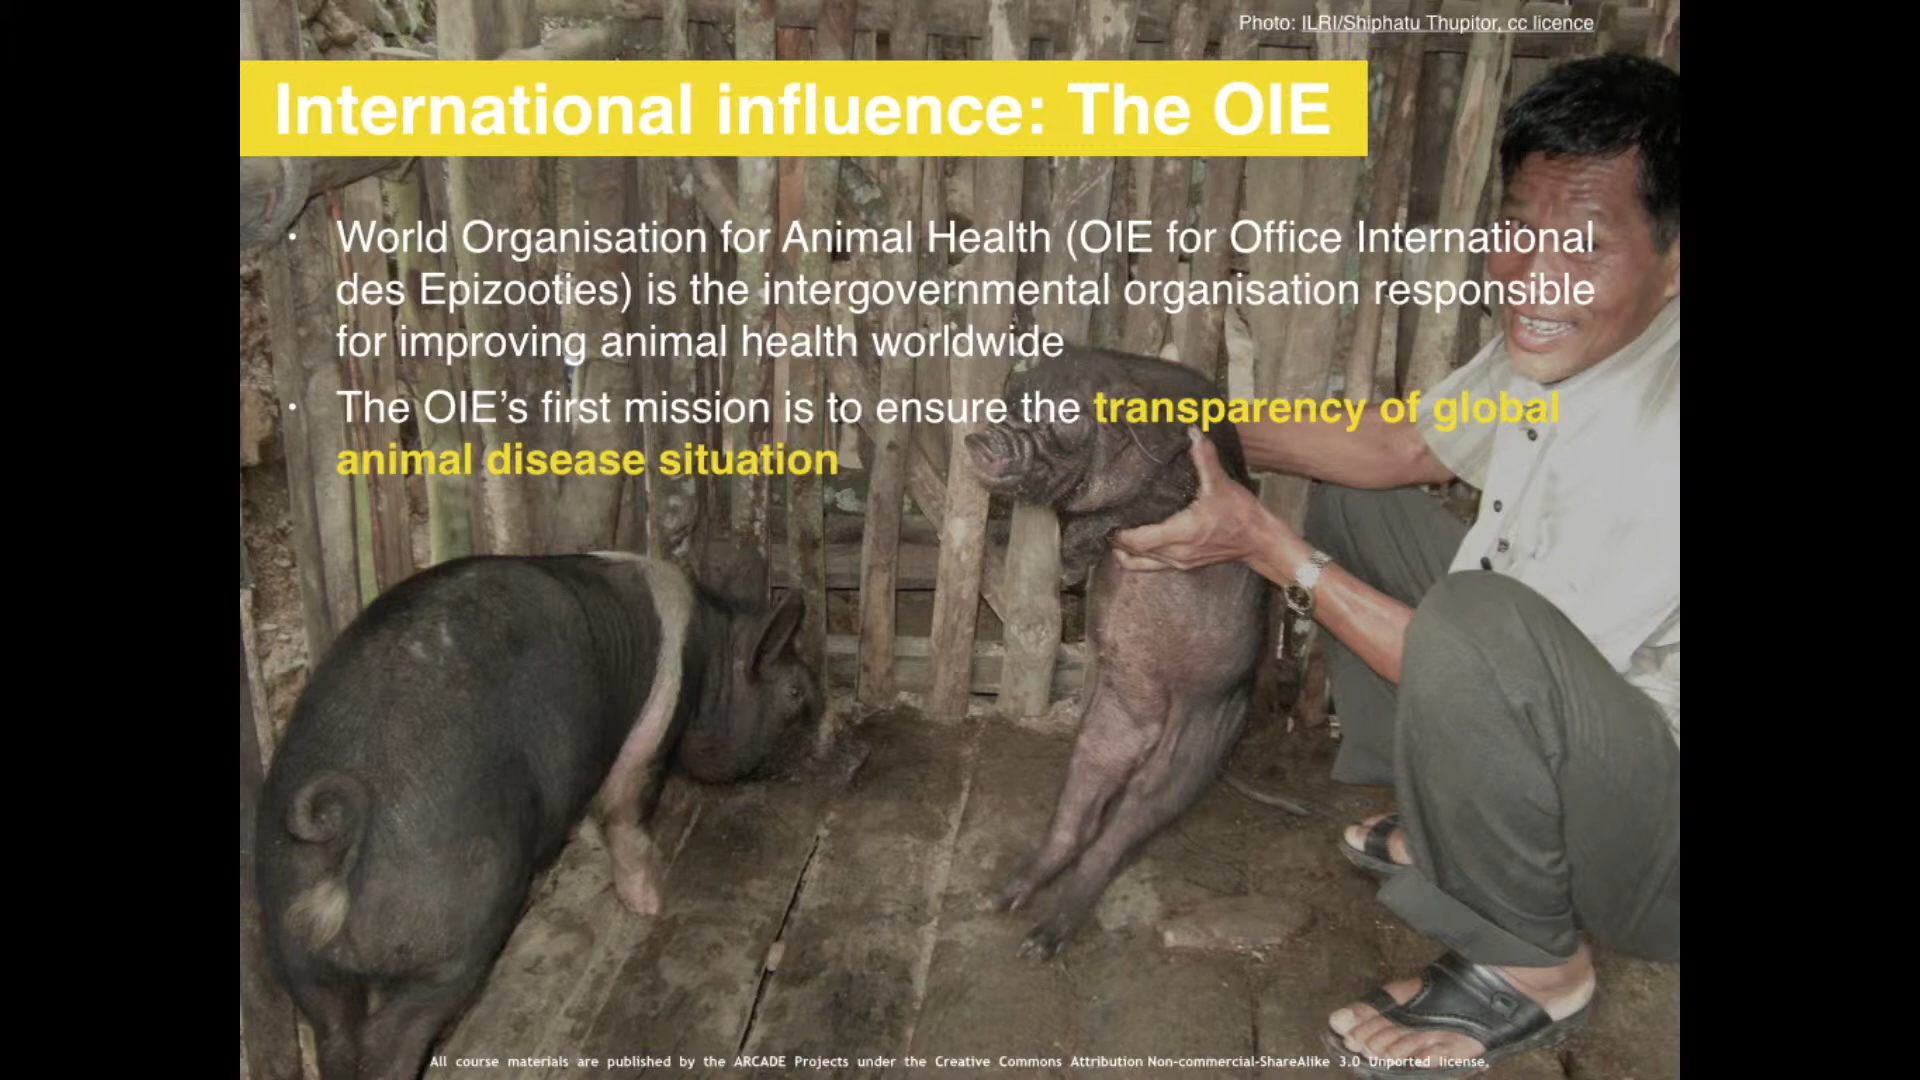 Photo: ILRI/Shiphatu Thupitor, cc licence
International influence: The OIE
• World Organisation for Animal Health (OIE for Office International
des Epizooties) is the intergovernmental organisation responsible
for improving animal health worldwide
• The OIE’s first mission is to ensure the transparency of global
animal disease situation
All course materials are published by the ARCADE Projects under the Creative Commons Attribution Non-commercial-ShareAlike 3.0 Unported license.